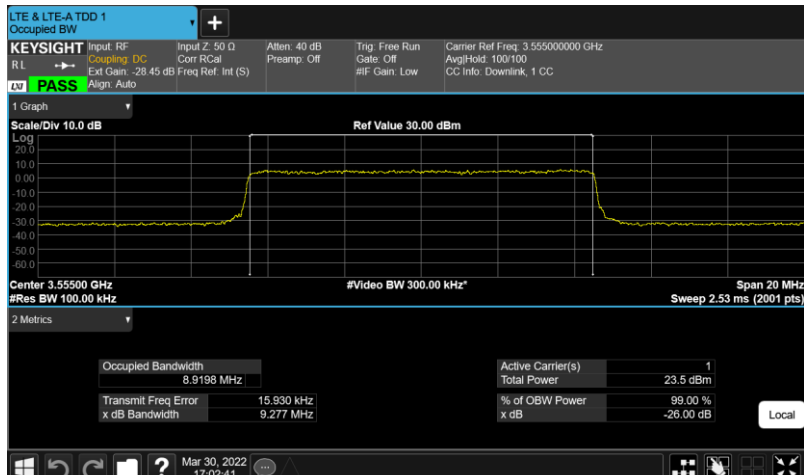 LTE & LTE-A TDD 1
Occupied BW
KEYSIGHT
R L
LXI
PASS
Input: RF
Coupling: DC
Ext Gain: -28.45 dB
Align: Auto
Input Z: 50 Ω
Corr RCal
Freq Ref: Int (S)
Atten: 40 dB
Preamp: Off
Trig: Free Run
Gate: Off
#IF Gain: Low
Carrier Ref Freq: 3.555000000 GHz
Avg|Hold: 100/100
CC Info: Downlink, 1 CC
1 Graph
Scale/Div 10.0 dB
Ref Value 30.00 dBm
Log
20.0
10.0
0.00
-10.0
-20.0
-30.0
-40.0
-50.0
-60.0
Center 3.55500 GHz
#Video BW 300.00 kHz*
Span 20 MHz
#Res BW 100.00 kHz
Sweep 2.53 ms (2001 pts)
2 Metrics
Occupied Bandwidth
8.9198 MHz
Transmit Freq Error 15.930 kHz
x dB Bandwidth 9.277 MHz
Active Carrier(s) 1
Total Power 23.5 dBm
% of OBW Power 99.00 %
x dB -26.00 dB
Local
?
Mar 30, 2022
17:02:41